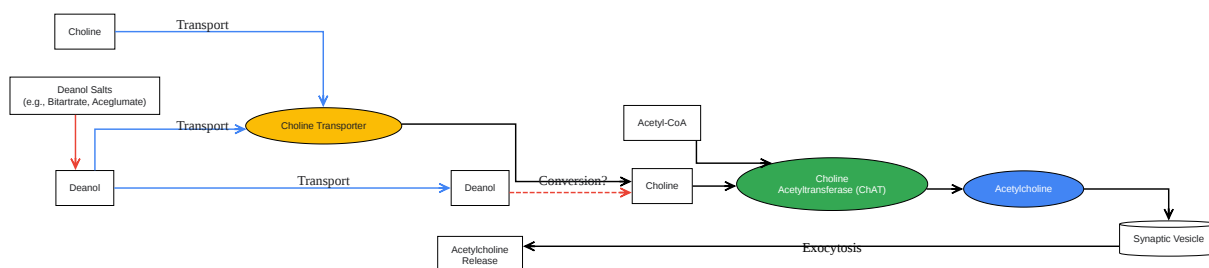 Choline
Transport
Deanol Salts
(e.g., Bitartrate, Aceglumate)
Transport
Choline Transporter
Acetyl-CoA
Deanol
Transport
Deanol
Conversion?
Choline
Choline
Acetyltransferase (ChAT)
Acetylcholine
Synaptic Vesicle
Exocytosis
Acetylcholine
Release